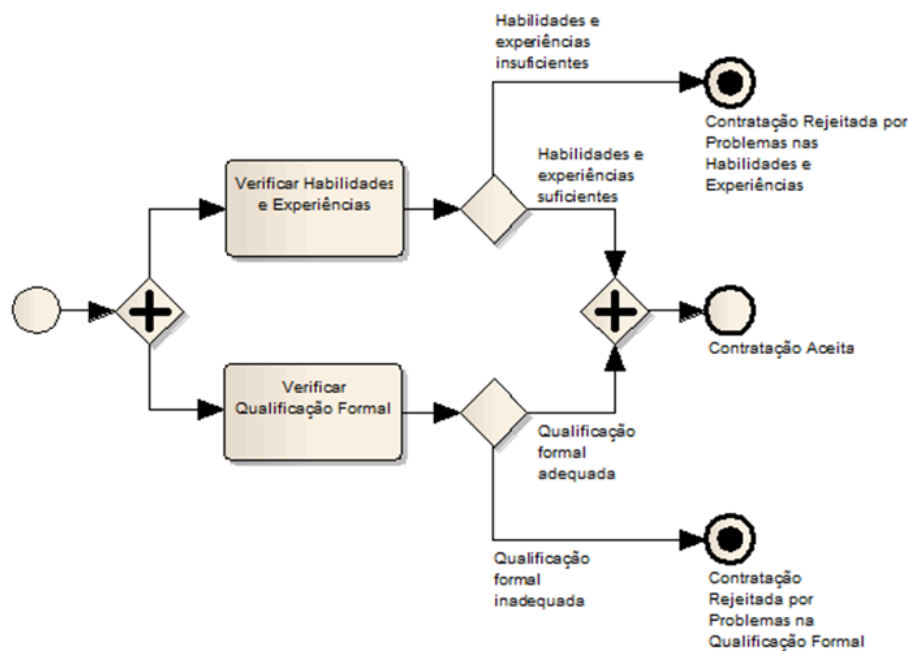 Habilidades e
experiências
insuficientes
Contratação Rejeitada por
Problemas nas
Habilidades e
Experiências
Habilidades e
experiências
suficientes
Verificar Habilidades
e Experiências
Contratação Aceita
Verificar
Qualificação Formal
Qualificação
formal
adequada
Qualificação
formal
inadequada
Contratação
Rejeitada por
Problemas na
Qualificação Formal